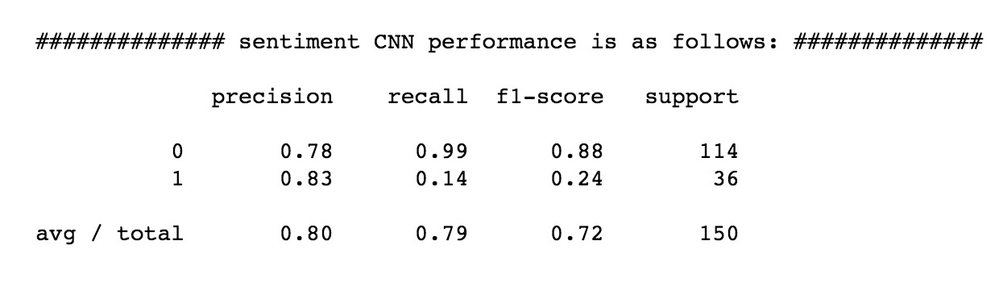 ############## sentiment CNN performance is as follows: ##############
precision recall f1-score support
0 0.78 0.99 0.88 114
1 0.83 0.14 0.24 36
avg / total 0.80 0.79 0.72 150